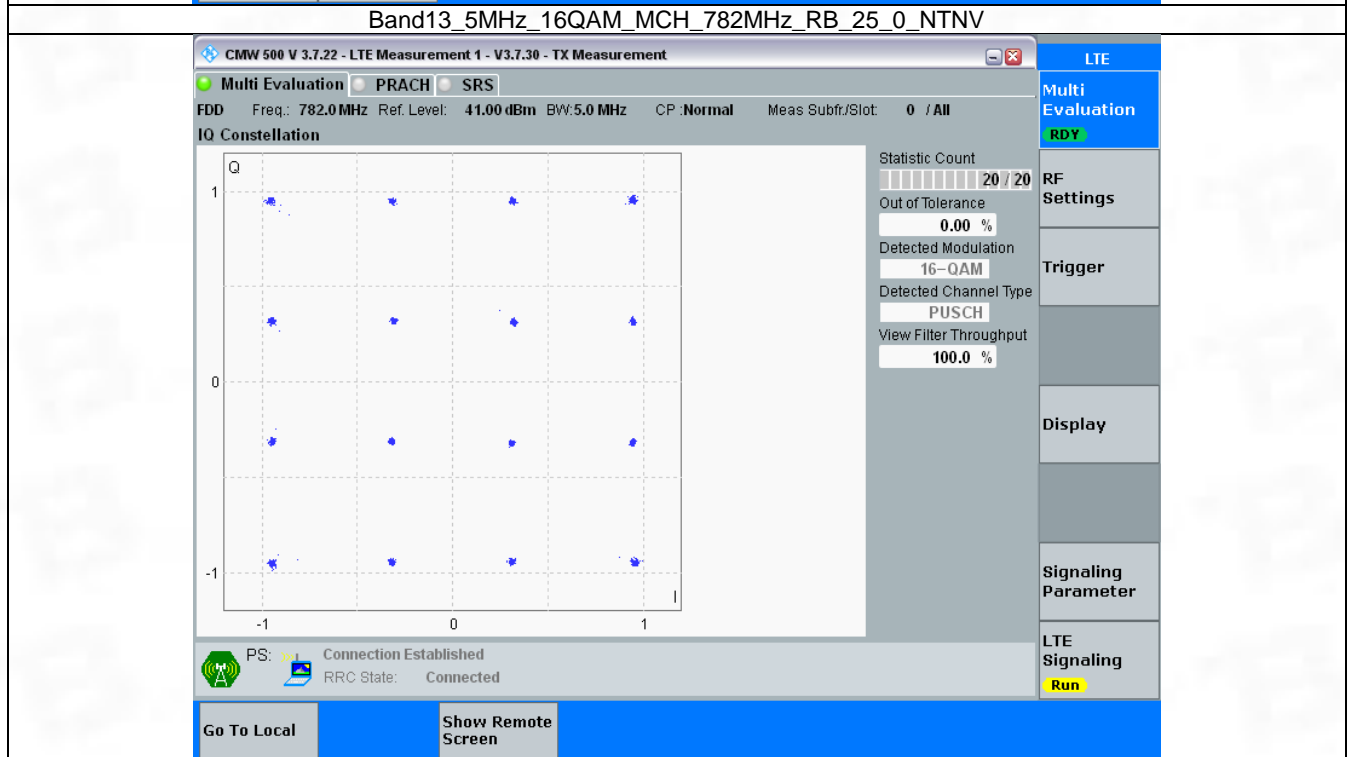 Band13_5MHz_16QAM_MCH_782MHz_RB_25_0_NTNV
CMW 500 V 3.7.22 - LTE Measurement 1 - V3.7.30 - TX Measurement
LTE
Multi Evaluation PRACH SRS
Multi
Evaluation
RDY
FDD Freq.: 782.0 MHz Ref. Level: 41.00 dBm BW: 5.0 MHz CP :Normal Meas Subfr./Slot: 0 / All
IQ Constellation
Q
1
0
-1
I
-1 0 1
Statistic Count
20 / 20
Out of Tolerance
0.00 %
Detected Modulation
16-QAM
Detected Channel Type
PUSCH
View Filter Throughput
100.0 %
RF
Settings
Trigger
Display
Signaling
Parameter
LTE
Signaling
Run
PS: Connection Established
RRC State: Connected
Go To Local
Show Remote
Screen